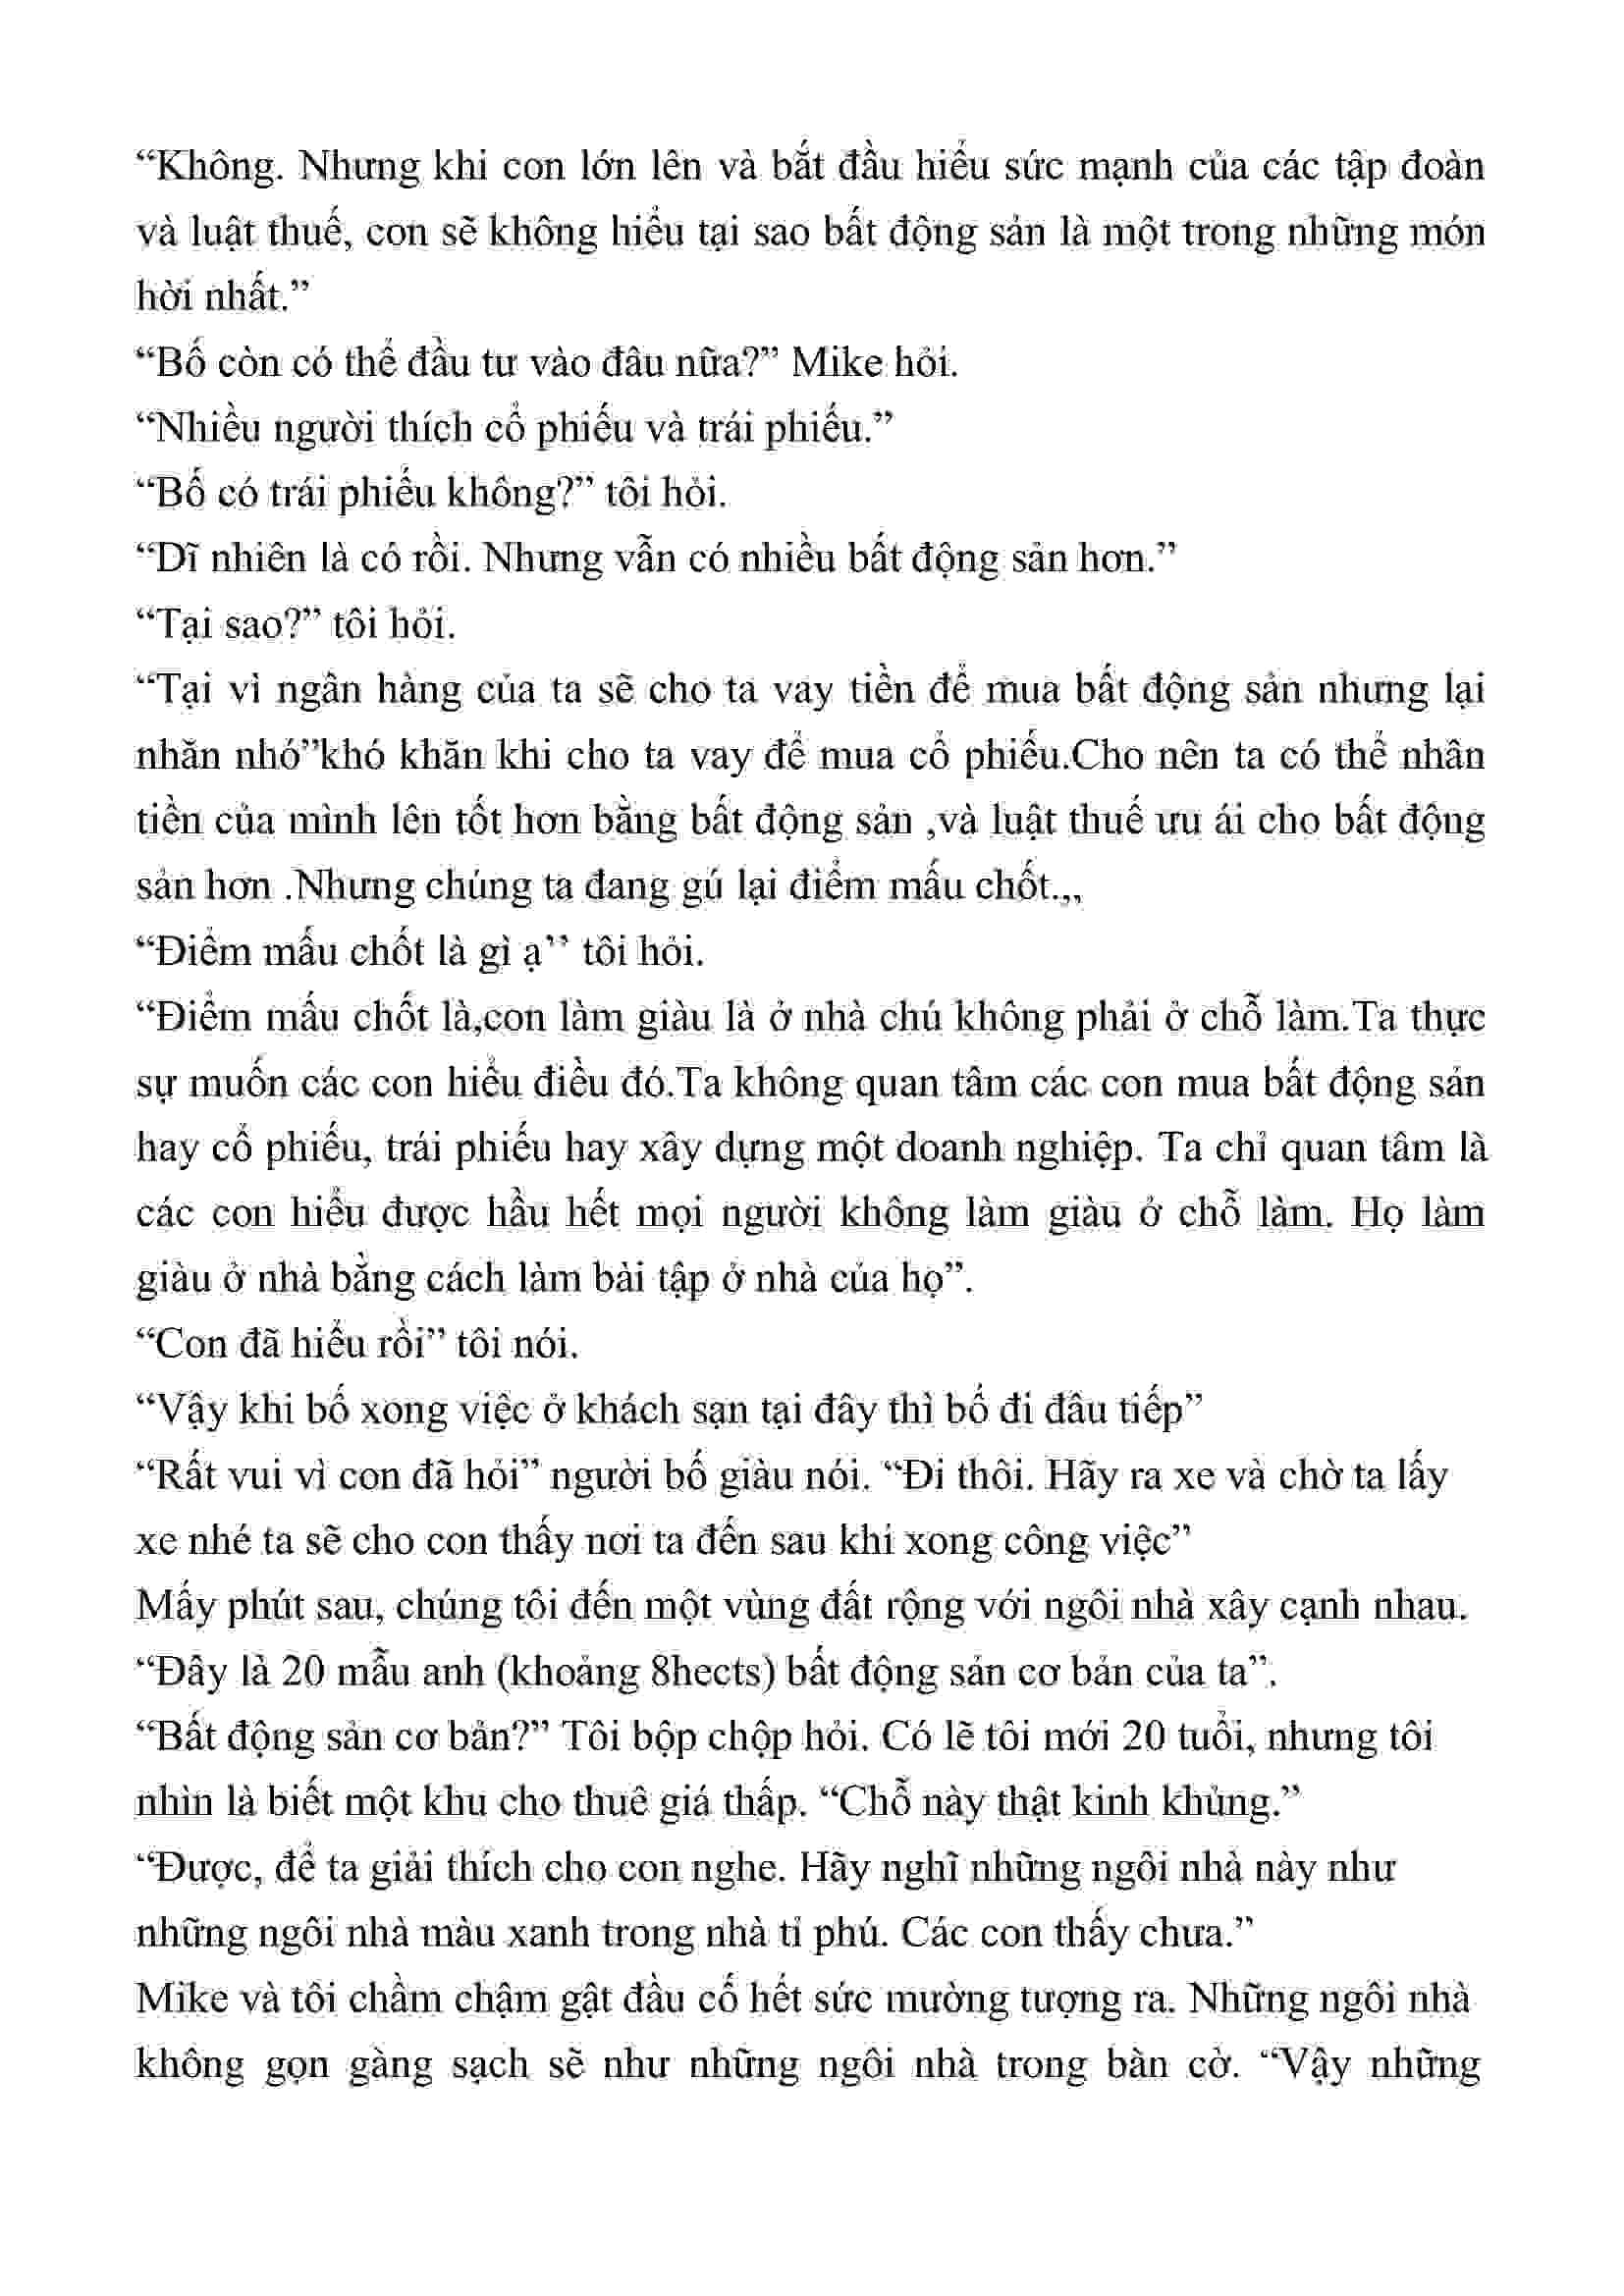 “Không. Nhưng khi con lớn lên và bắt đầu hiểu sức mạnh của các tập đoàn
và luật thuế, con sẽ không hiểu tại sao bất động sản là một trong những món
hời nhất.”
“Bố còn có thể đầu tư vào đâu nữa?” Mike hỏi.
“Nhiều người thích cổ phiếu và trái phiếu.”
“Bố có trái phiếu không?” tôi hỏi.
“Dĩ nhiên là có rồi. Nhưng vẫn có nhiều bất động sản hơn.”
“Tại sao?” tôi hỏi.
“Tại vì ngân hàng của ta sẽ cho ta vay tiền để mua bất động sản nhưng lại
nhăn nhó”khó khăn khi cho ta vay để mua cổ phiếu.Cho nên ta có thể nhân
tiền của mình lên tốt hơn bằng bất động sản ,và luật thuế ưu ái cho bất động
sản hơn .Nhưng chúng ta đang gú lại điểm mấu chốt.,,
“Điểm mấu chốt là gì ạ” tôi hỏi.
“Điểm mấu chốt là,con làm giàu là ở nhà chú không phải ở chỗ làm.Ta thực
sự muốn các con hiểu điều đó.Ta không quan tâm các con mua bất động sản
hay cổ phiếu, trái phiếu hay xây dựng một doanh nghiệp. Ta chỉ quan tâm là
các con hiểu được hầu hết mọi người không làm giàu ở chỗ làm. Họ làm
giàu ở nhà bằng cách làm bài tập ở nhà của họ”.
“Con đã hiểu rồi” tôi nói.
“Vậy khi bố xong việc ở khách sạn tại đây thì bố đi đâu tiếp”
“Rất vui vì con đã hỏi” người bố giàu nói. “Đi thôi. Hãy ra xe và chờ ta lấy
xe nhé ta sẽ cho con thấy nơi ta đến sau khi xong công việc”
Mấy phút sau, chúng tôi đến một vùng đất rộng với ngôi nhà xây cạnh nhau.
“Đây là 20 mẫu anh (khoảng 8hects) bất động sản cơ bản của ta”.
“Bất động sản cơ bản?” Tôi bộp chộp hỏi. Có lẽ tôi mới 20 tuổi, nhưng tôi
nhìn là biết một khu cho thuê giá thấp. “Chỗ này thật kinh khủng.”
“Được, để ta giải thích cho con nghe. Hãy nghĩ những ngôi nhà này như
những ngôi nhà màu xanh trong nhà tỉ phú. Các con thấy chưa.”
Mike và tôi chầm chậm gật đầu cố hết sức mường tượng ra. Những ngôi nhà
không gọn gàng sạch sẽ như những ngôi nhà trong bàn cờ. “Vậy những